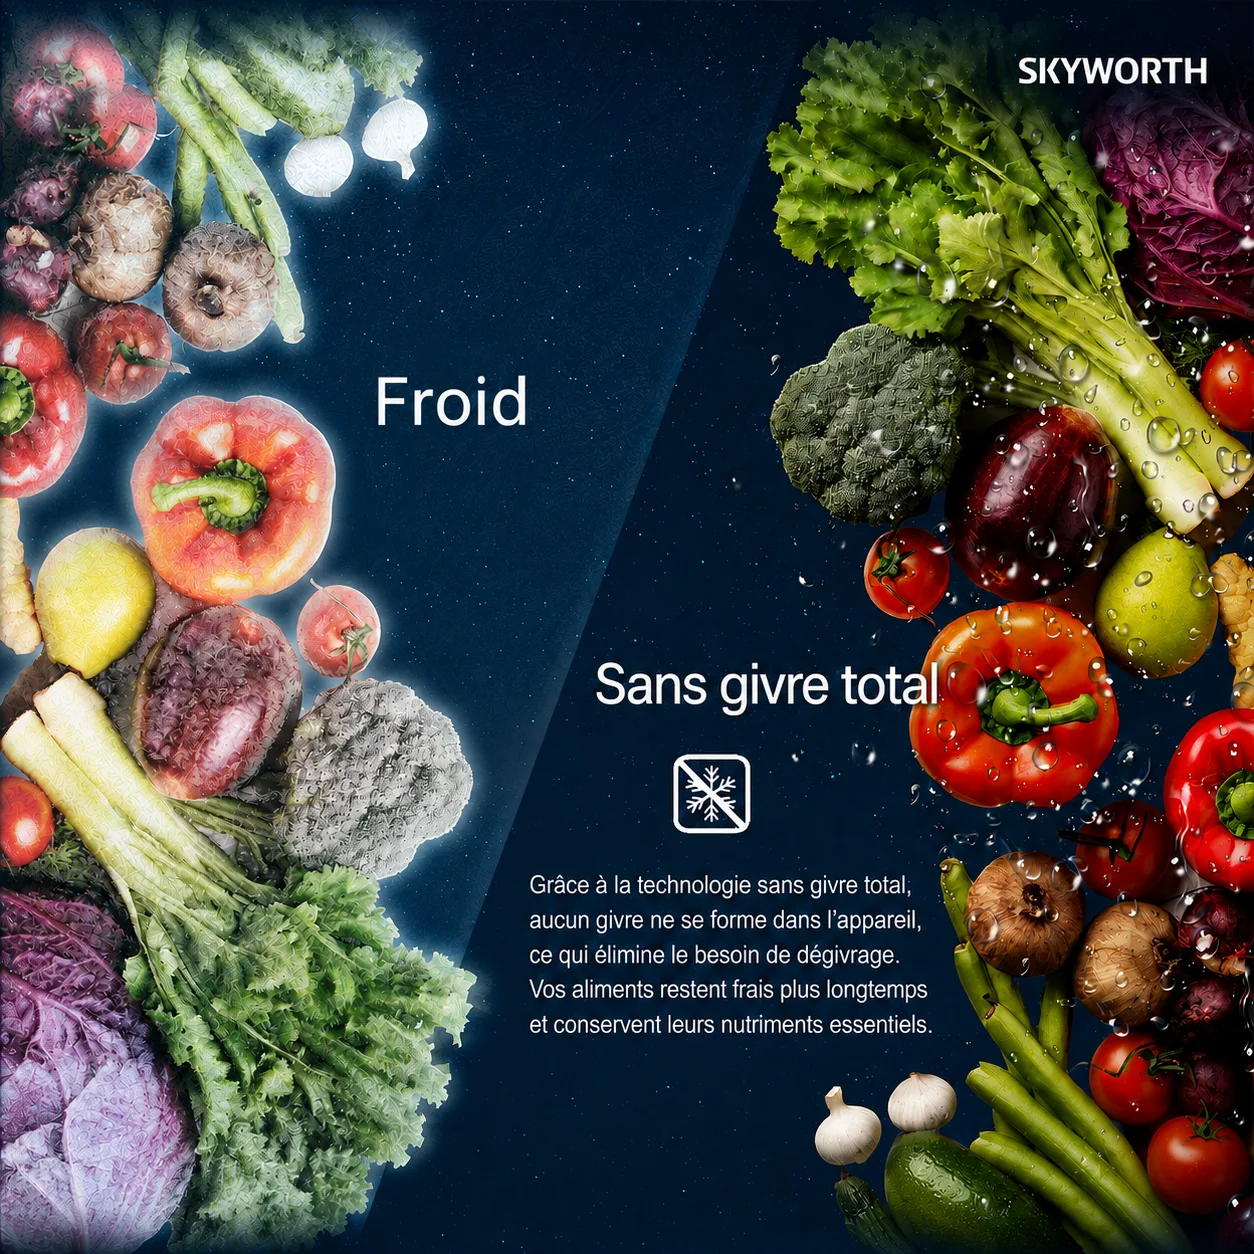 SKYWORTH
Froid
Sans givre total
Grâce à la technologie sans givre total,
aucun givre ne se forme dans l’appareil,
ce qui élimine le besoin de dégivrage.
Vos aliments restent frais plus longtemps
et conservent leurs nutriments essentiels.